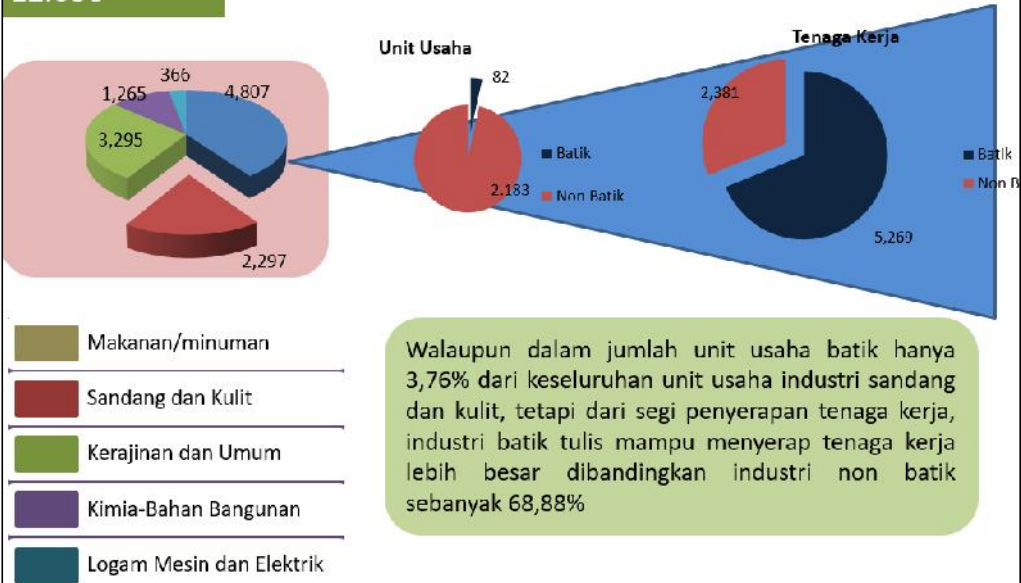 Unit Usaha
Tenaga Kerja
366
1,265
4,807
3,295
2,297
82
2.183
Batik
Non Batik
2,381
5,269
Batik
Non B
Makanan/minuman
Sandang dan Kulit
Kerajinan dan Umum
Kimia-Bahan Bangunan
Logam Mesin dan Elektrik
Walaupun dalam jumlah unit usaha batik hanya
3,76% dari keseluruhan unit usaha industri sandang
dan kulit, tetapi dari segi penyerapan tenaga kerja,
industri batik tulis mampu menyerap tenaga kerja
lebih besar dibandingkan industri non batik
sebanyak 68,88%